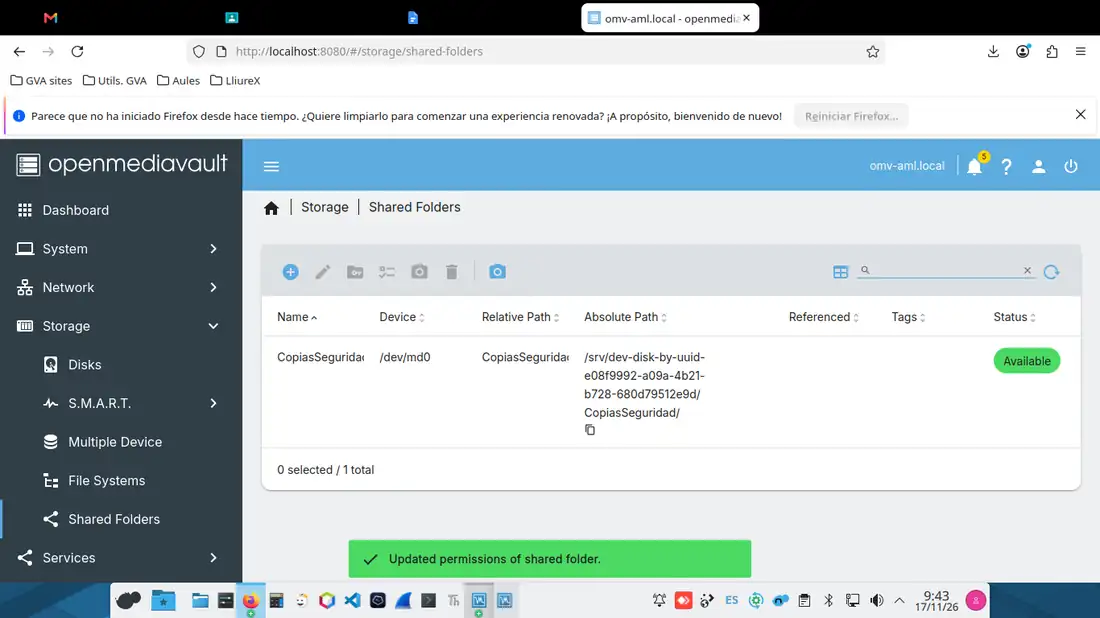 omv-aml.local - openmedia
http://localhost:8080/#/storage/shared-folders
GVA sites Utils. GVA Aules LliureX
Parece que no ha iniciado Firefox desde hace tiempo. ¿Quiere limpiarlo para comenzar una experiencia renovada? ¡A propósito, bienvenido de nuevo! Reiniciar Firefox...
openmediavault
omv-aml.local 5
Dashboard
System
Network
Storage
Disks
S.M.A.R.T.
Multiple Device
File Systems
Shared Folders
Services
Storage | Shared Folders
Name Device Relative Path Absolute Path Referenced Tags Status
CopiasSeguridad /dev/md0 CopiasSeguridad /srv/dev-disk-by-uuid-
e08f9992-a09a-4b21-
b728-680d79512e9d/
CopiasSeguridad/
Available
0 selected / 1 total
Updated permissions of shared folder.
Th
ES
9:43
17/11/26